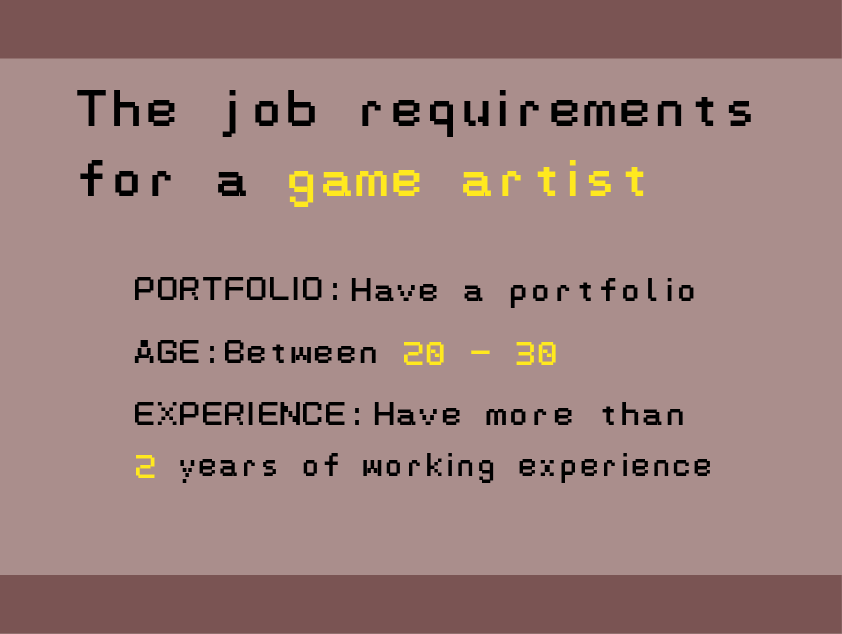 The job requirements
for a game artist
PORTFOLIO:Have a portfolio
AGE:Between 20 - 30
EXPERIENCE:Have more than
2 years of working experience